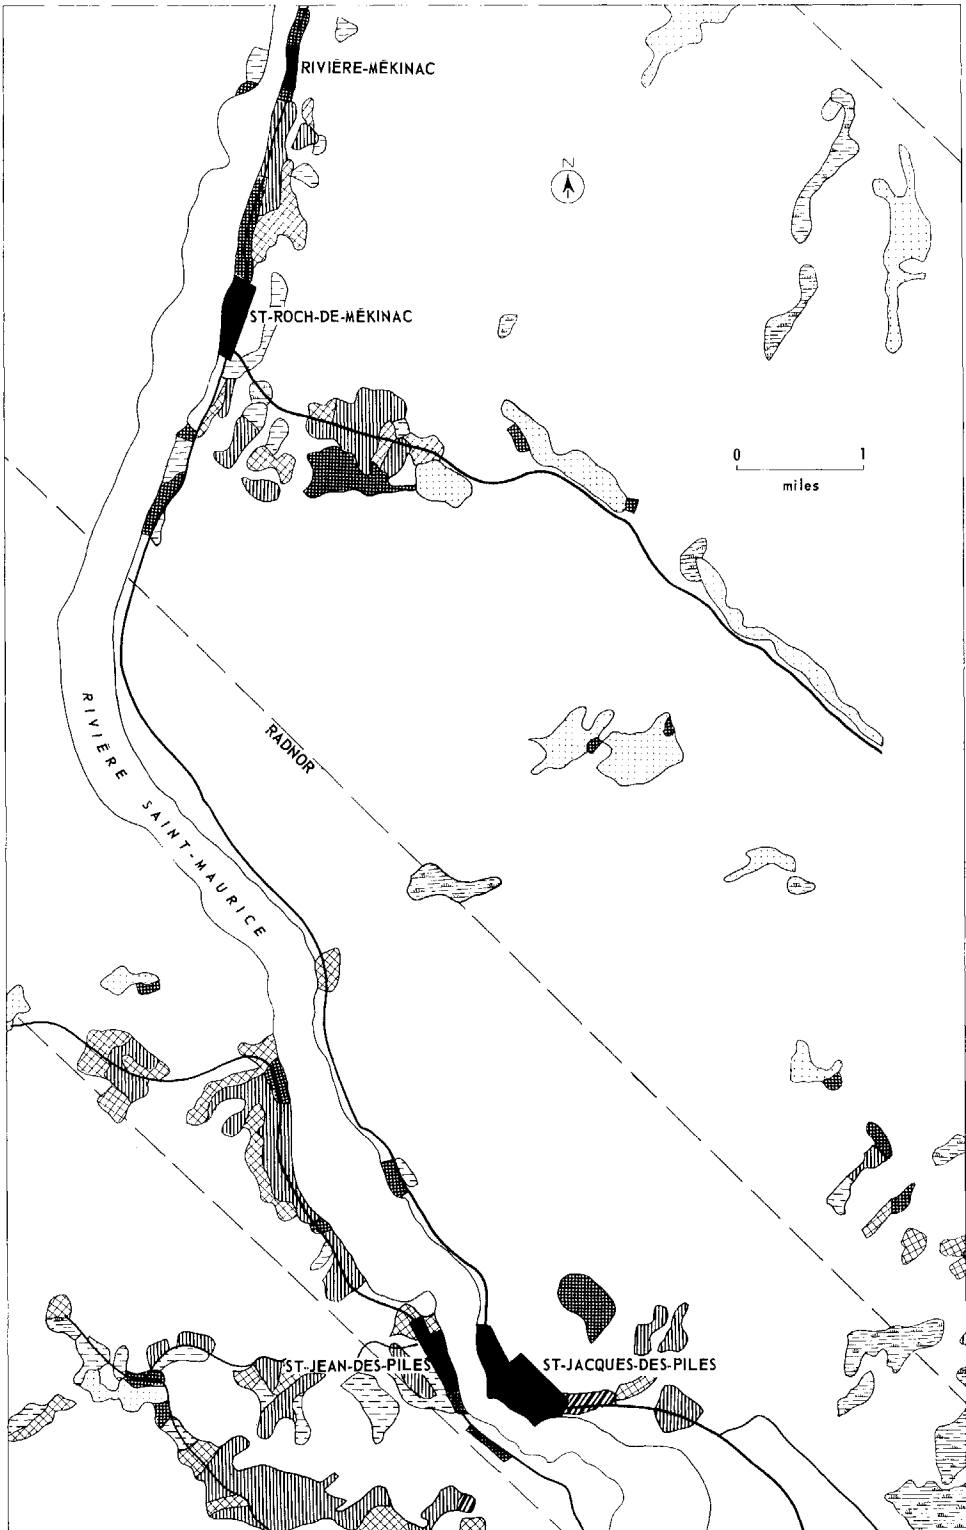 RIVIÈRE-MÉKINAC
N
ST-ROCH-DE-MÉKINAC
0 1
miles
RIVIÈRE SAINT-MAURICE
RADNOR
ST-JEAN-DES-PILES
ST-JACQUES-DES-PILES